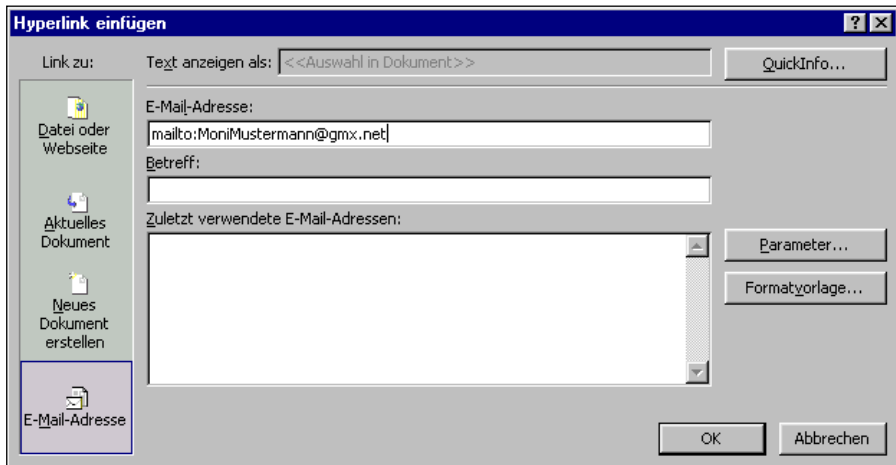 Hyperlink einfügen
Link zu:
Text anzeigen als:
<<Auswahl in Dokument>>
QuickInfo...
Datei oder
Webseite
Aktuelles
Dokument
Neues
Dokument
erstellen
E-Mail-Adresse
E-Mail-Adresse:
mailto:MoniMustermann@gmx.net
Betreff:
Zuletzt verwendete E-Mail-Adressen:
Parameter...
Formatvorlage...
OK
Abbrechen